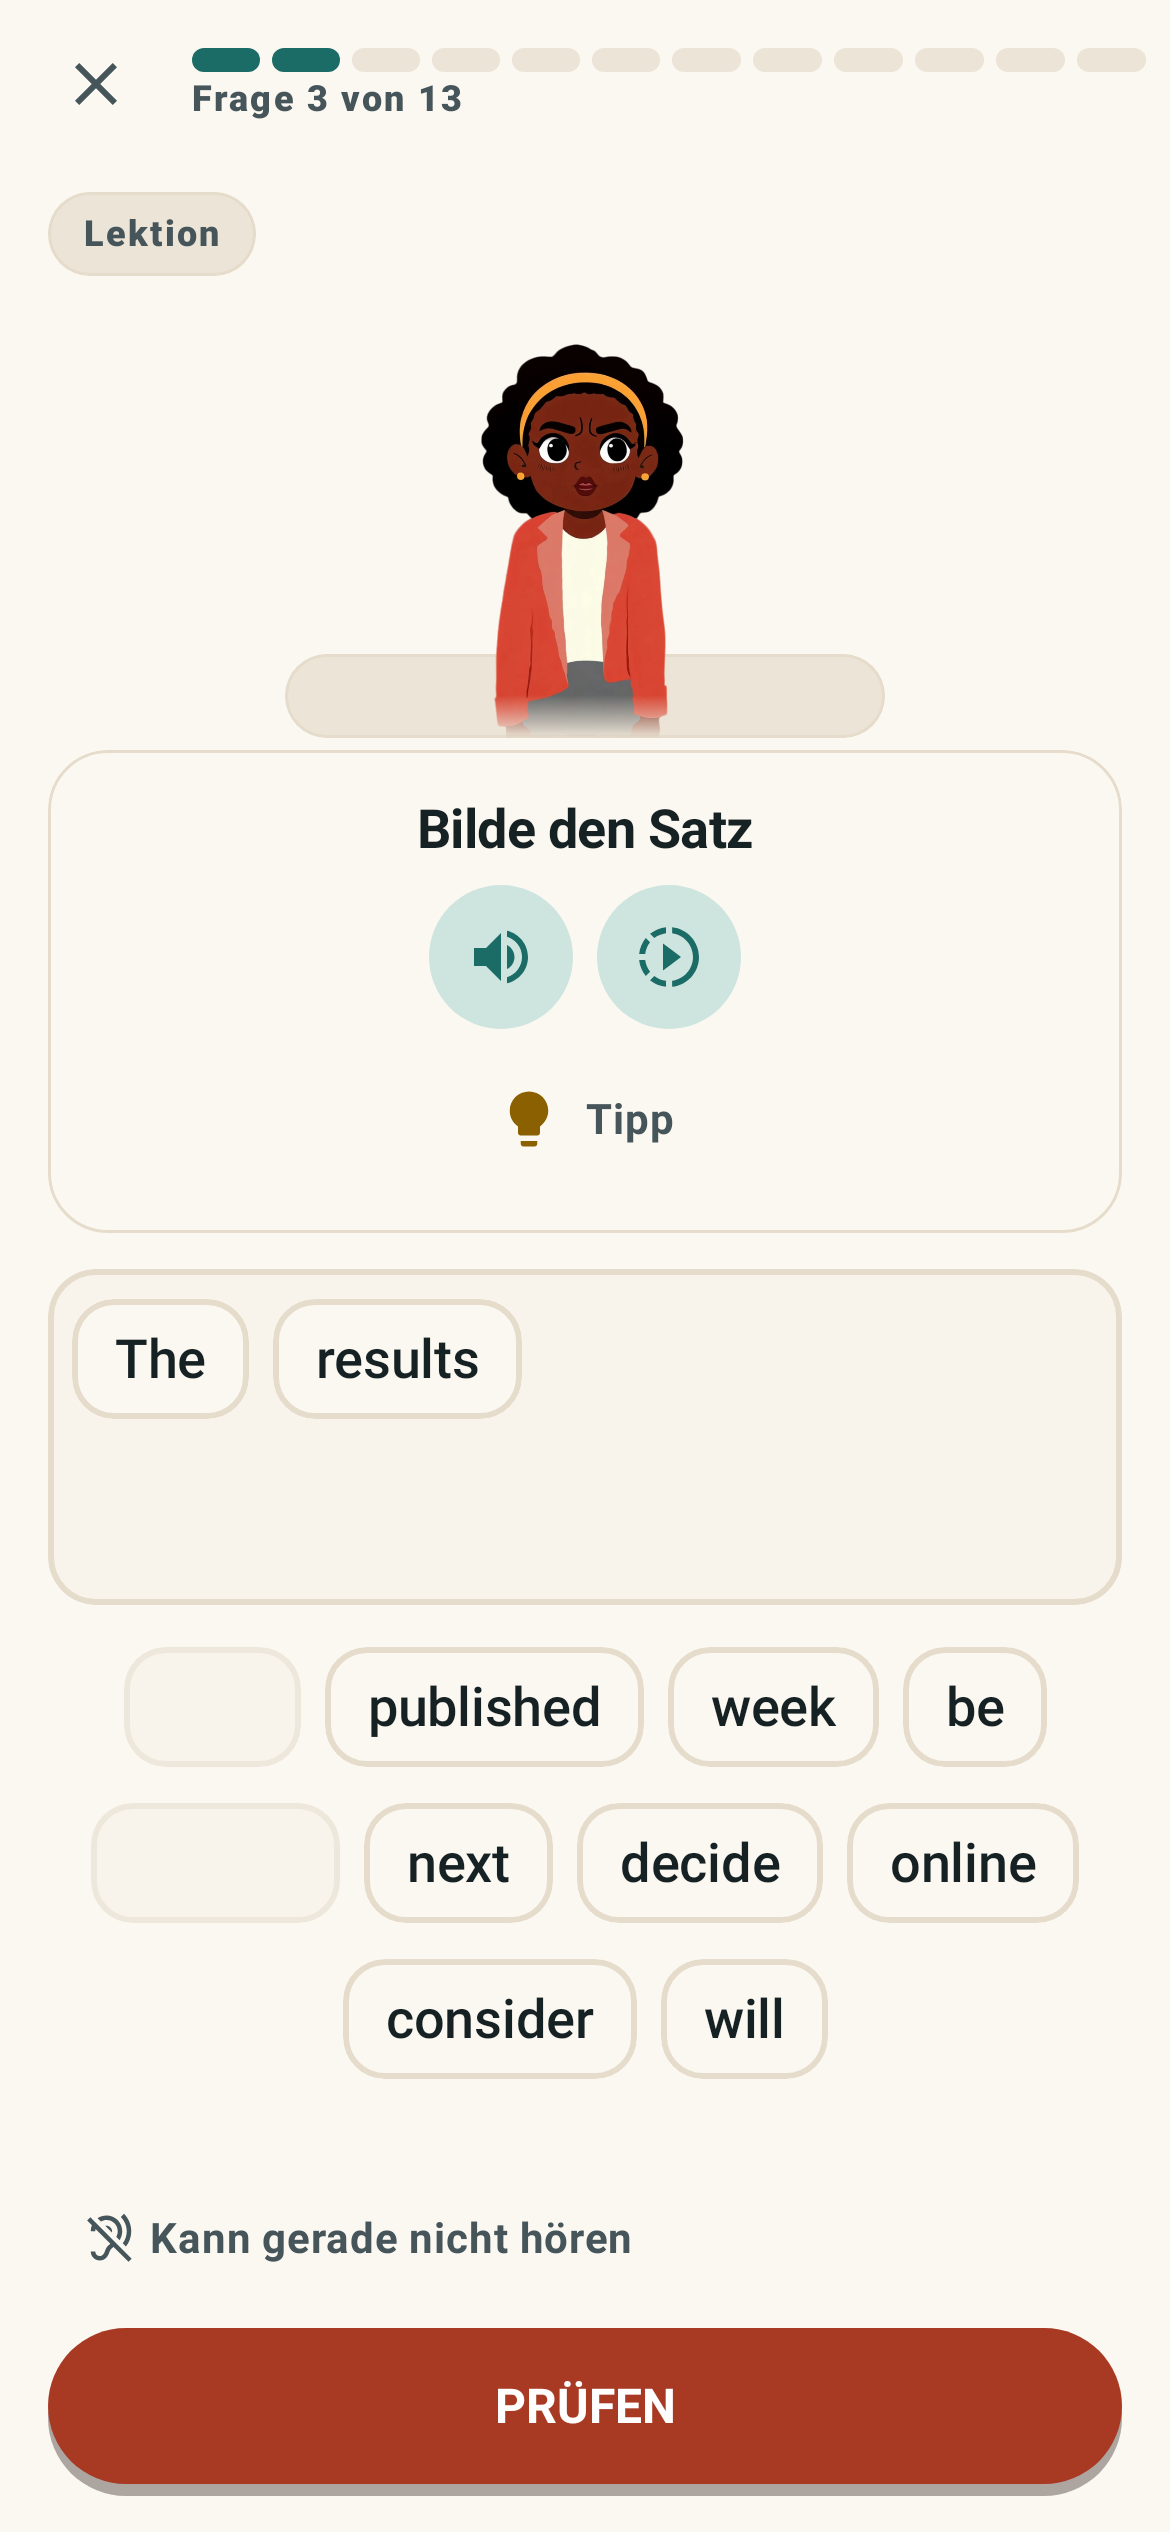 Frage 3 von 13
Lektion
Bilde den Satz
Tipp
The results
published week be
next decide online
consider will
Kann gerade nicht hören
PRÜFEN